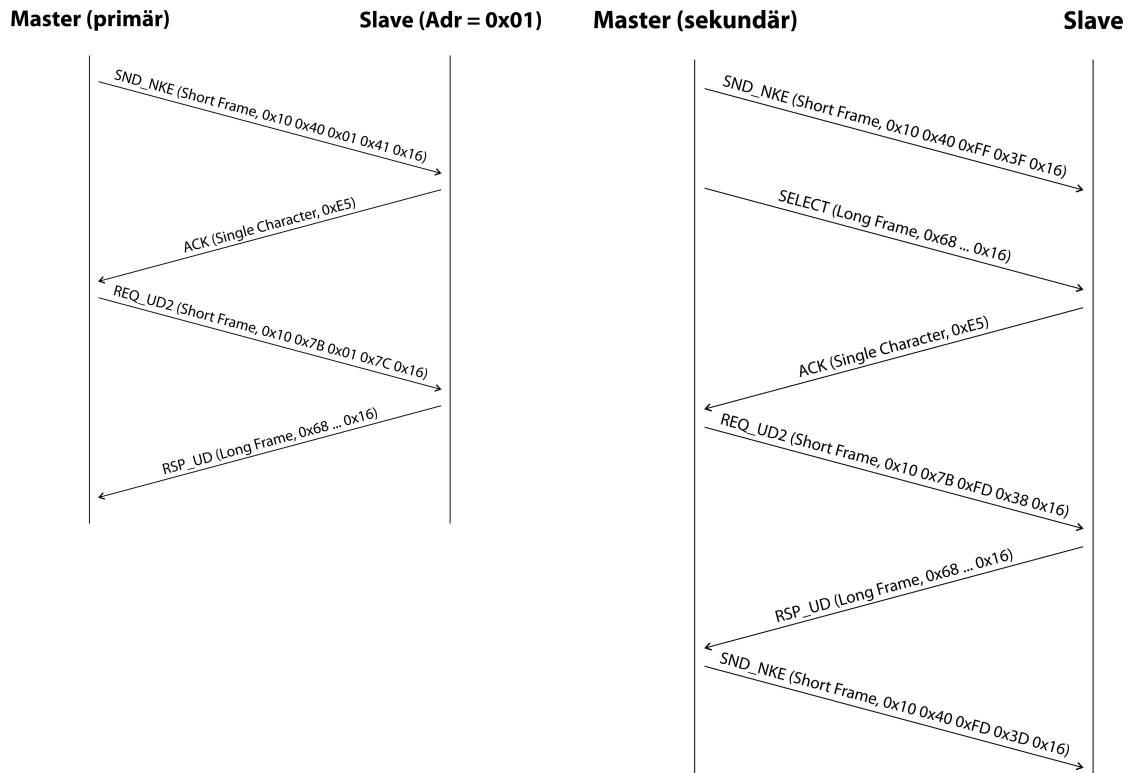 Master (primär)
Slave (Adr = 0x01)
SND_NKE (Short Frame, 0x10 0x40 0x01 0x41 0x16)
ACK (Single Character, 0xE5)
REQ_UD2 (Short Frame, 0x10 0x7B 0x01 0x7C 0x16)
RSP_UD (Long Frame, 0x68 ... 0x16)
Master (sekundär)
Slave
SND_NKE (Short Frame, 0x10 0x40 0xFF 0x3F 0x16)
SELECT (Long Frame, 0x68 ... 0x16)
ACK (Single Character, 0xE5)
REQ_UD2 (Short Frame, 0x10 0x7B 0xFD 0x38 0x16)
RSP_UD (Long Frame, 0x68 ... 0x16)
SND_NKE (Short Frame, 0x10 0x40 0xFD 0x3D 0x16)